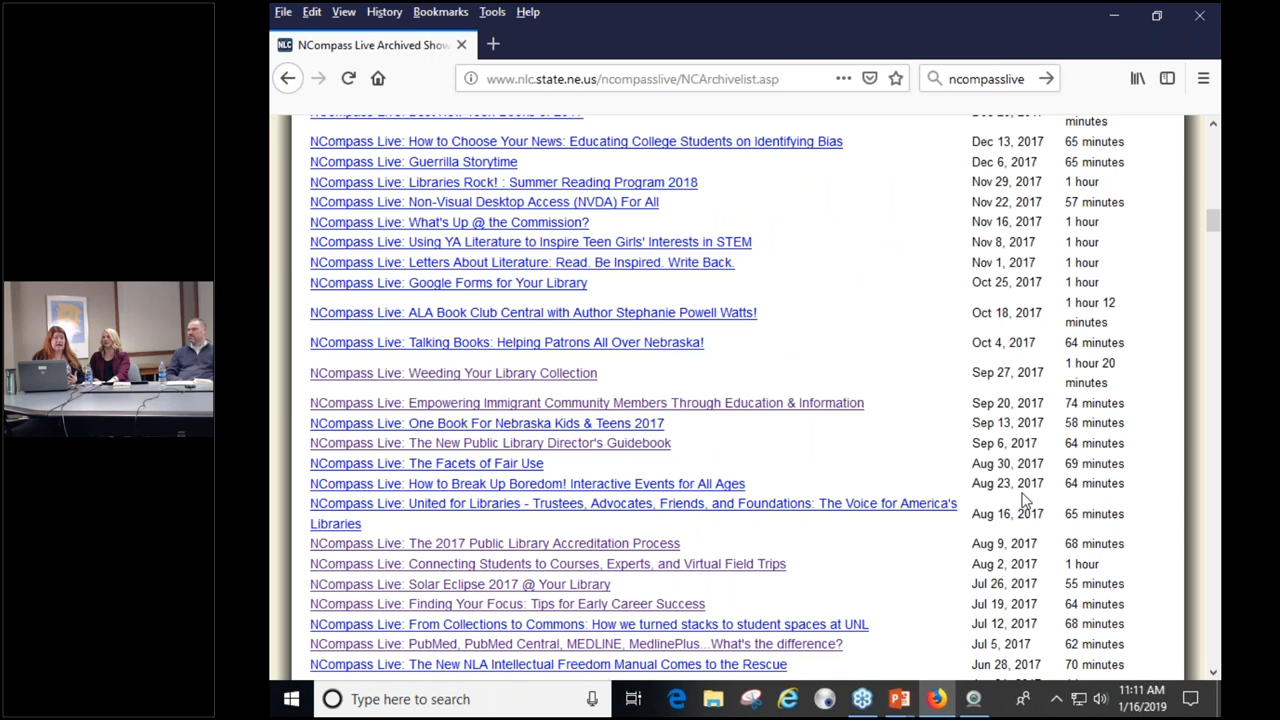 File Edit View History Bookmarks Tools Help
NLC NCompass Live Archived Show
www.nlc.state.ne.us/ncompasslive/NCArchivelist.asp ncompasslive
minutes
NCompass Live: How to Choose Your News: Educating College Students on Identifying Bias Dec 13, 2017 65 minutes
NCompass Live: Guerrilla Storytime Dec 6, 2017 65 minutes
NCompass Live: Libraries Rock! : Summer Reading Program 2018 Nov 29, 2017 1 hour
NCompass Live: Non-Visual Desktop Access (NVDA) For All Nov 22, 2017 57 minutes
NCompass Live: What's Up @ the Commission? Nov 16, 2017 1 hour
NCompass Live: Using YA Literature to Inspire Teen Girls' Interests in STEM Nov 8, 2017 1 hour
NCompass Live: Letters About Literature: Read. Be Inspired. Write Back. Nov 1, 2017 1 hour
NCompass Live: Google Forms for Your Library Oct 25, 2017 1 hour
NCompass Live: ALA Book Club Central with Author Stephanie Powell Watts! Oct 18, 2017 1 hour 12
minutes
NCompass Live: Talking Books: Helping Patrons All Over Nebraska! Oct 4, 2017 64 minutes
NCompass Live: Weeding Your Library Collection Sep 27, 2017 1 hour 20
minutes
NCompass Live: Empowering Immigrant Community Members Through Education & Information Sep 20, 2017 74 minutes
NCompass Live: One Book For Nebraska Kids & Teens 2017 Sep 13, 2017 58 minutes
NCompass Live: The New Public Library Director's Guidebook Sep 6, 2017 64 minutes
NCompass Live: The Facets of Fair Use Aug 30, 2017 69 minutes
NCompass Live: How to Break Up Boredom! Interactive Events for All Ages Aug 23, 2017 64 minutes
NCompass Live: United for Libraries - Trustees, Advocates, Friends, and Foundations: The Voice for America's
Libraries Aug 16, 2017 65 minutes
NCompass Live: The 2017 Public Library Accreditation Process Aug 9, 2017 68 minutes
NCompass Live: Connecting Students to Courses, Experts, and Virtual Field Trips Aug 2, 2017 1 hour
NCompass Live: Solar Eclipse 2017 @ Your Library Jul 26, 2017 55 minutes
NCompass Live: Finding Your Focus: Tips for Early Career Success Jul 19, 2017 64 minutes
NCompass Live: From Collections to Commons: How we turned stacks to student spaces at UNL Jul 12, 2017 68 minutes
NCompass Live: PubMed, PubMed Central, MEDLINE, MedlinePlus...What's the difference? Jul 5, 2017 62 minutes
NCompass Live: The New NLA Intellectual Freedom Manual Comes to the Rescue Jun 28, 2017 70 minutes
Type here to search
11:11 AM
1/16/2019